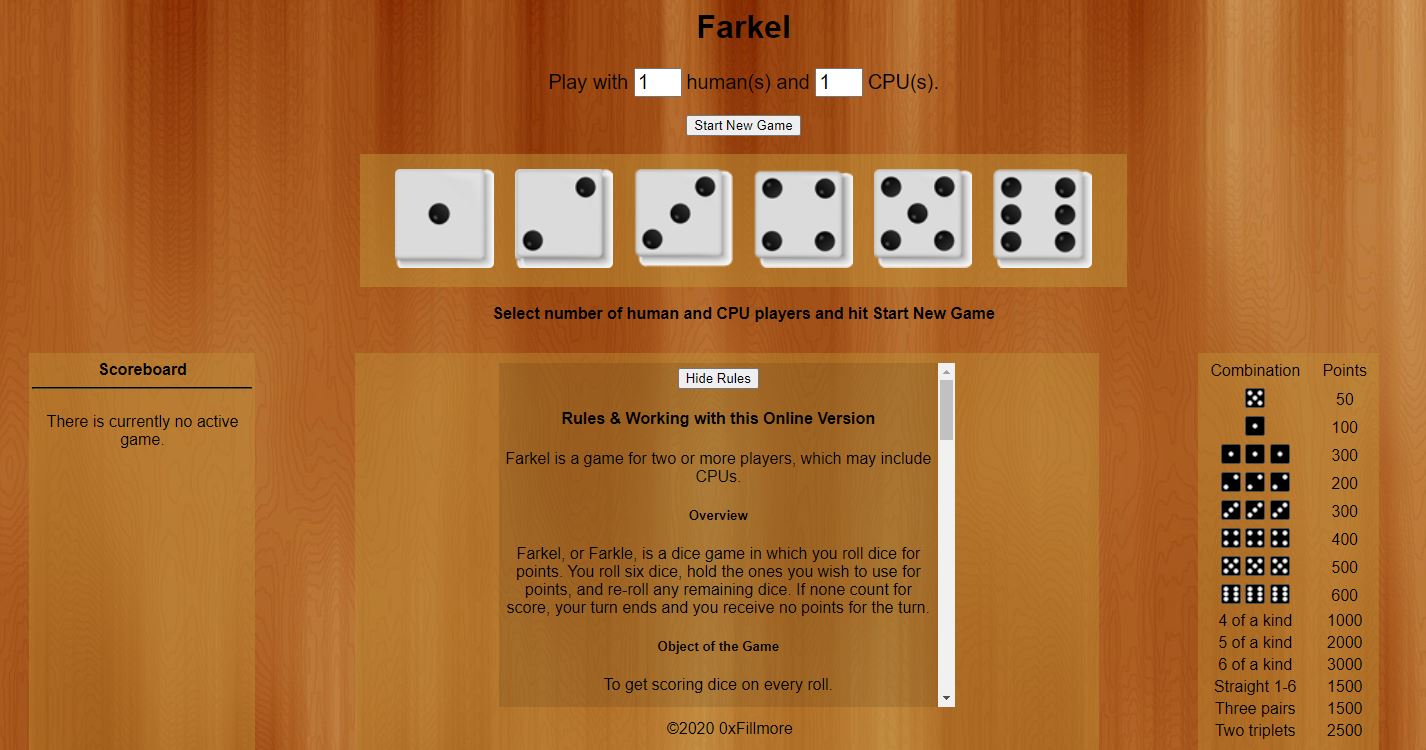 Farkel
Play with 1 human(s) and 1 CPU(s).
Start New Game
Select number of human and CPU players and hit Start New Game
Scoreboard
There is currently no active
game.
Hide Rules
Rules & Working with this Online Version
Farkel is a game for two or more players, which may include
CPUs.
Overview
Farkel, or Farkle, is a dice game in which you roll dice for
points. You roll six dice, hold the ones you wish to use for
points, and re-roll any remaining dice. If none count for
score, your turn ends and you receive no points for the turn.
Object of the Game
To get scoring dice on every roll.
©2020 0xFillmore
Combination Points
50
100
300
200
300
400
500
600
4 of a kind 1000
5 of a kind 2000
6 of a kind 3000
Straight 1-6 1500
Three pairs 1500
Two triplets 2500